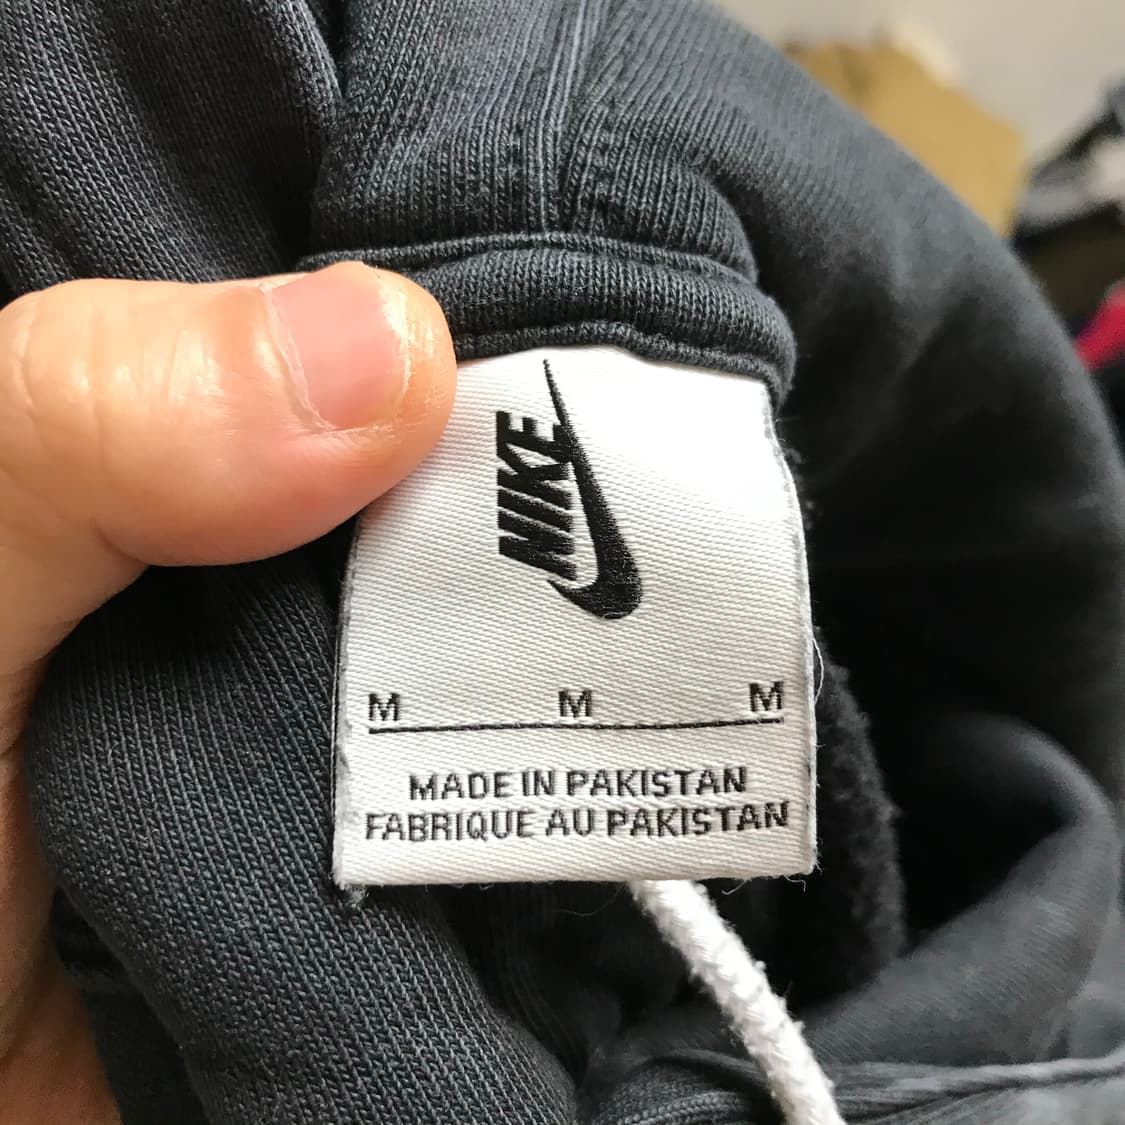 NIKE
M M M
MADE IN PAKISTAN
FABRIQUE AU PAKISTAN